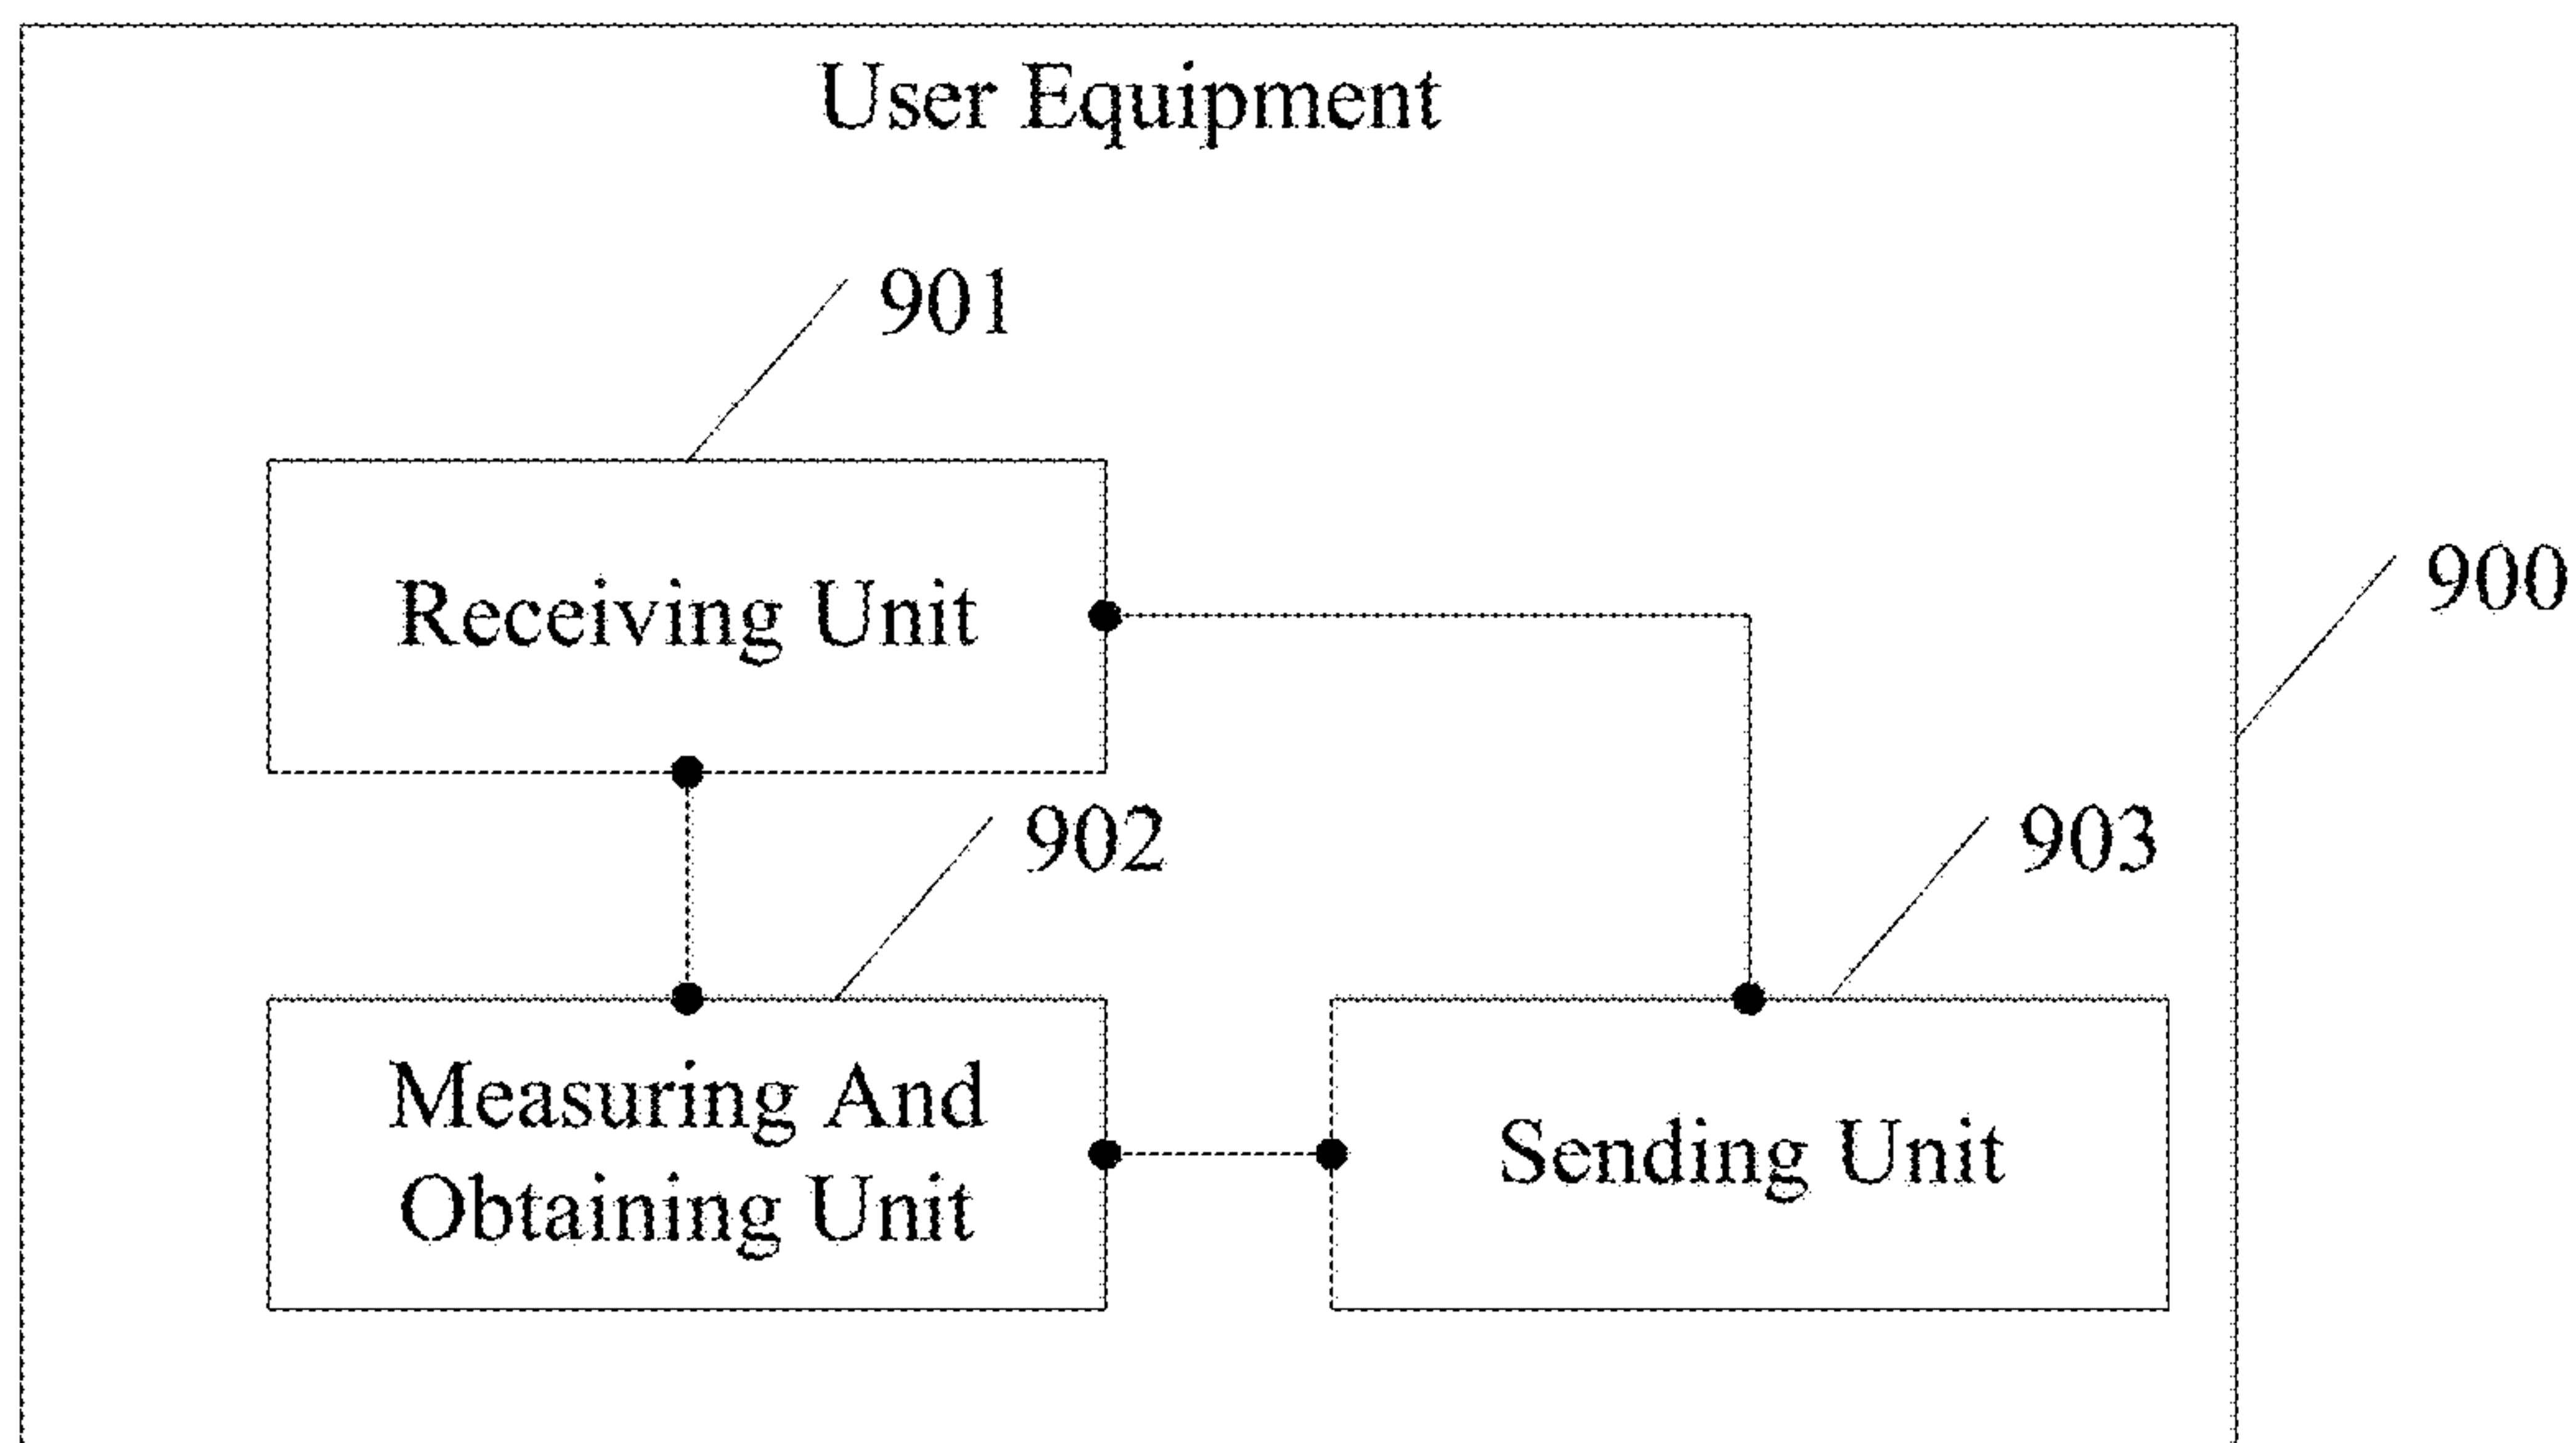 User Equipment
901
Receiving Unit
900
902
903
Measuring And
Obtaining Unit
Sending Unit